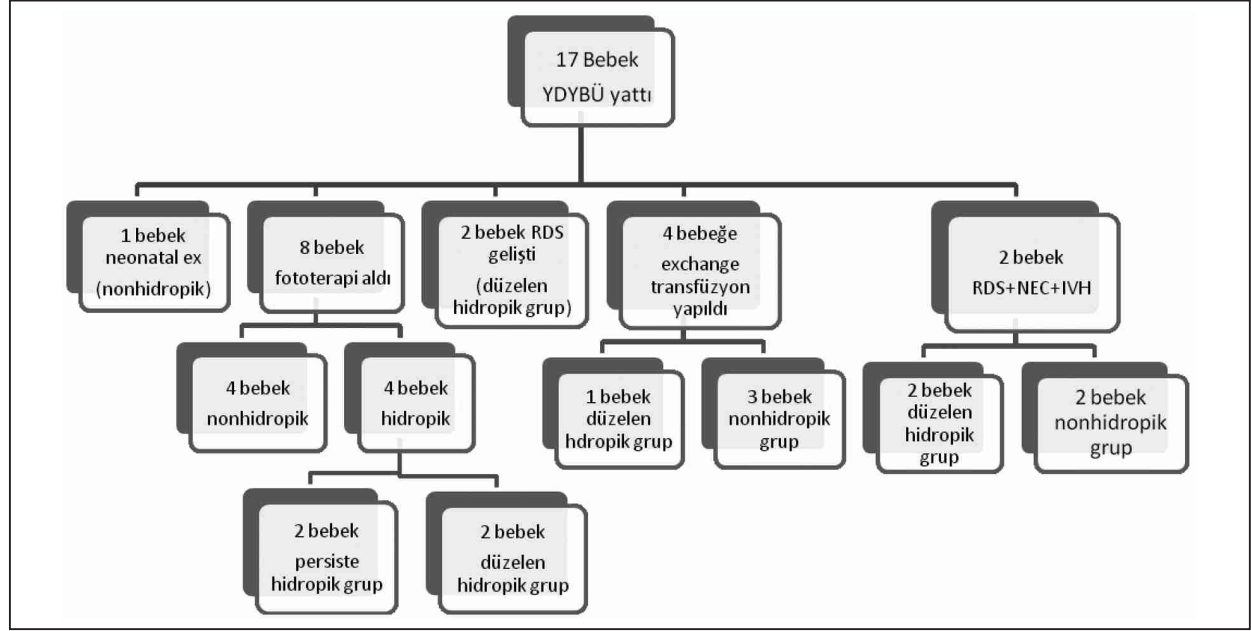 17 Bebek
YDYBÜ yattı
1 bebek
neonatal ex
(nonhidropik)
8 bebek
fototerapi aldı
2 bebek RDS
gelişti
(düzelen
hidropik grup)
4 bebeğe
exchange
transfüzyon
yapıldı
2 bebek
RDS+NEC+IVH
4 bebek
nonhidropik
4 bebek
hidropik
1 bebek
düzelen
hdropik grup
3 bebek
nonhidropik
grup
2 bebek
düzelen
hidropik
grup
2 bebek
nonhidropik
grup
2 bebek
persiste
hidropik grup
2 bebek
düzelen
hidropik grup